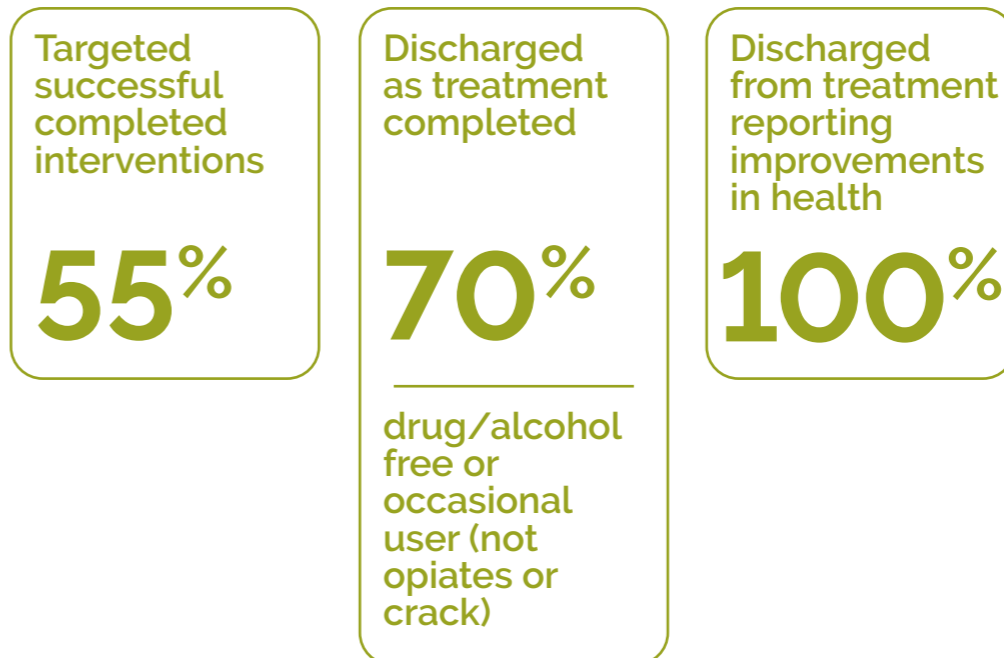 Targeted
successful
completed
interventions
55%
Discharged
as treatment
completed
70%
drug/alcohol
free or
occasional
user (not
opiates or
crack)
Discharged
from treatment
reporting
improvements
in health
100%